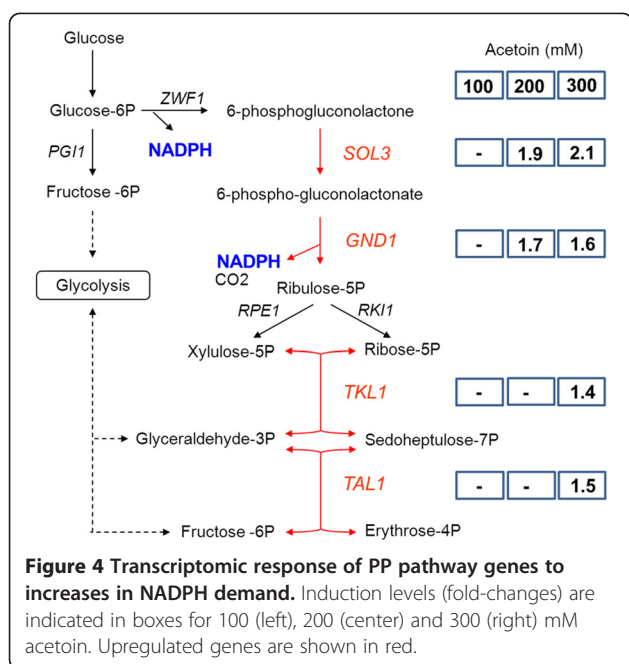 Glucose
Acetoin (mM)
100 200 300
Glucose-6P
ZWF1
6-phosphogluconolactone
NADPH
PGI1
SOL3
- 1.9 2.1
Fructose -6P
6-phospho-gluconolactonate
GND1
- 1.7 1.6
NADPH
CO2
Glycolysis
Ribulose-5P
RPE1
RKI1
Xylulose-5P
Ribose-5P
TKL1
- - 1.4
Glyceraldehyde-3P
Sedoheptulose-7P
TAL1
- - 1.5
Fructose -6P
Erythrose-4P
Figure 4 Transcriptomic response of PP pathway genes to
increases in NADPH demand. Induction levels (fold-changes) are
indicated in boxes for 100 (left), 200 (center) and 300 (right) mM
acetoin. Upregulated genes are shown in red.